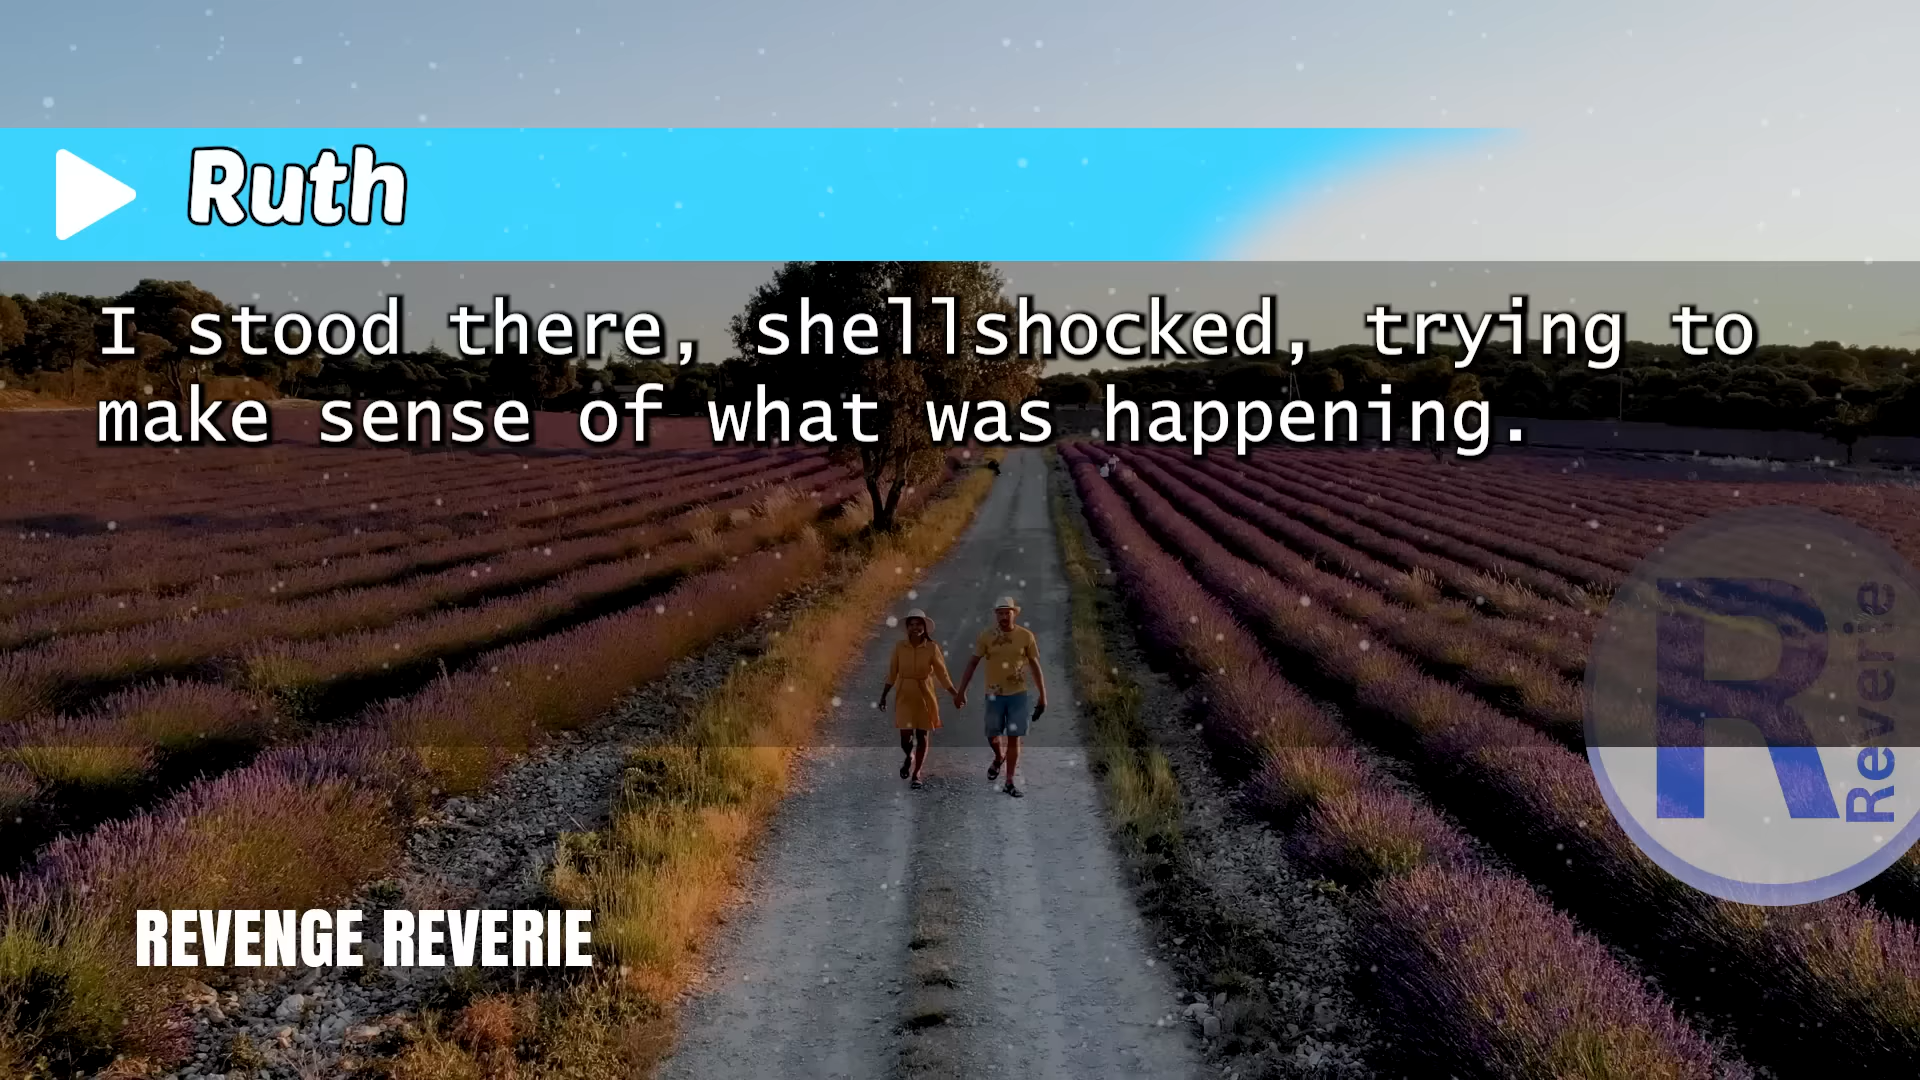 Ruth
I stood there, shellshocked, trying to
make sense of what was happening.
R
Reverie
REVENGE REVERIE